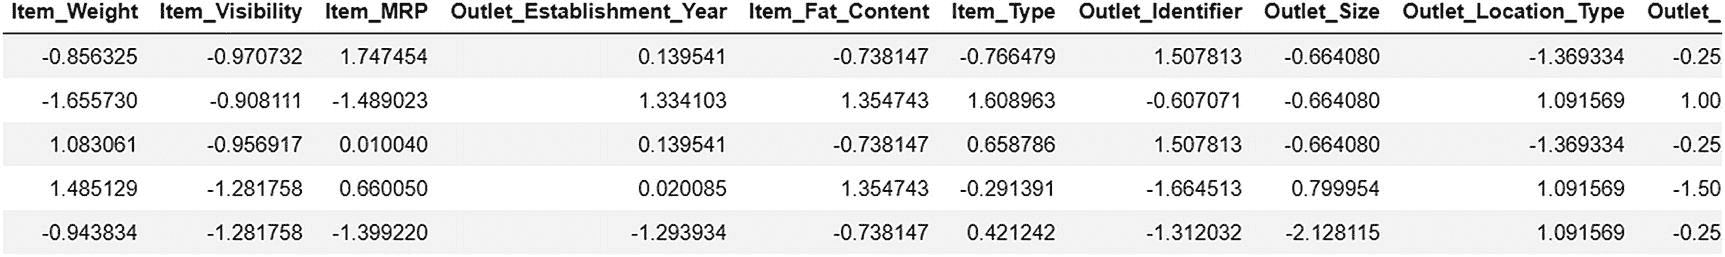 Item_Weight Item_Visibility Item_MRP Outlet_Establishment_Year Item_Fat_Content Item_Type Outlet_Identifier Outlet_Size Outlet_Location_Type Outlet_
-0.856325 -0.970732 1.747454 0.139541 -0.738147 -0.766479 1.507813 -0.664080 -1.369334 -0.25
-1.655730 -0.908111 -1.489023 1.334103 1.354743 1.608963 -0.607071 -0.664080 1.091569 1.00
1.083061 -0.956917 0.010040 0.139541 -0.738147 0.658786 1.507813 -0.664080 -1.369334 -0.25
1.485129 -1.281758 0.660050 0.020085 1.354743 -0.291391 -1.664513 0.799954 1.091569 -1.50
-0.943834 -1.281758 -1.399220 -1.293934 -0.738147 0.421242 -1.312032 -2.128115 1.091569 -0.25